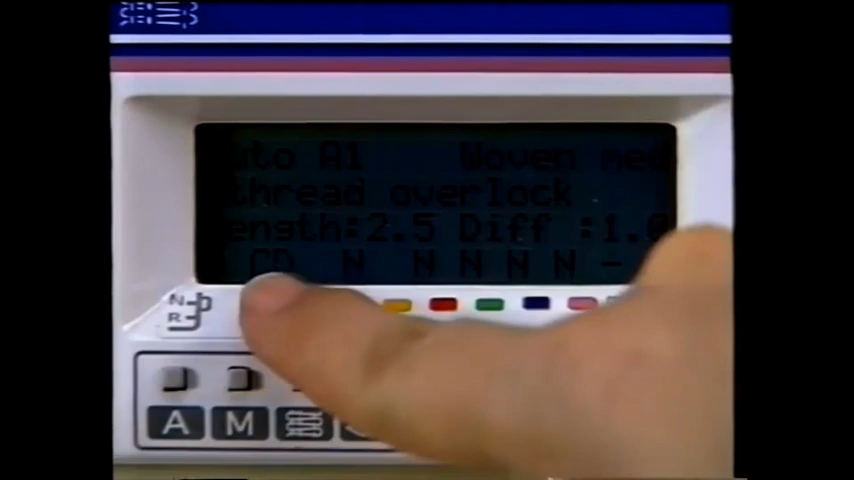 uto A1 Woven med
thread overlock
ength:2.5 Diff :1.0
CD N N N N N -
N
R
A M